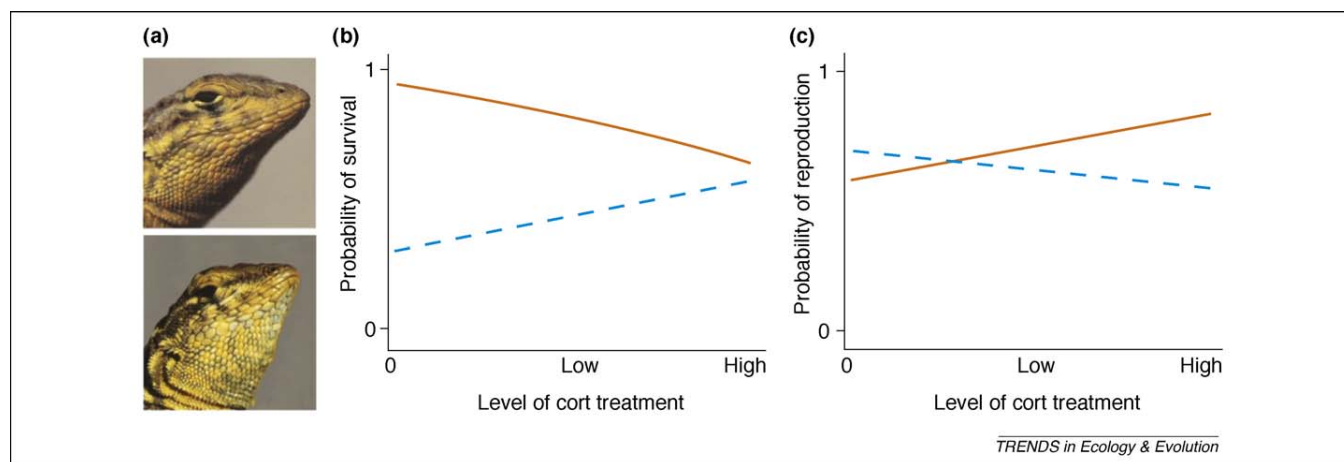 (a)
(b)
1
Probability of survival
0
0 Low High
Level of cort treatment
(c)
1
Probability of reproduction
0
0 Low High
Level of cort treatment
TRENDS in Ecology & Evolution